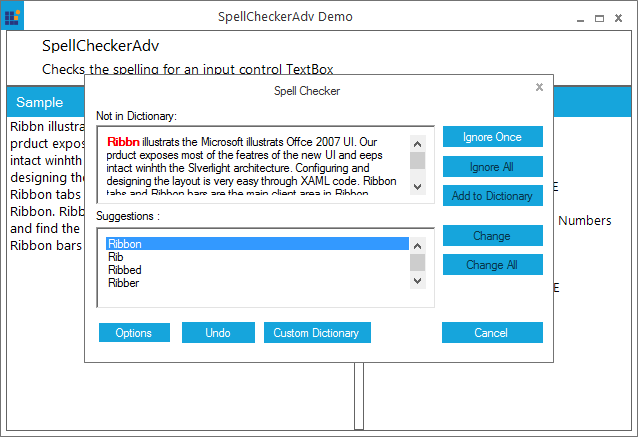 SpellCheckerAdv Demo
SpellCheckerAdv
Checks the spelling for an input control TextBox
Sample
Ribbn illustra
prduct expos
intact winhth
designing the
Ribbon tabs
Ribbon. Ribb
and find the
Ribbon bars
E
Numbers
E
Spell Checker
x
Not in Dictionary:
Ribbn illustrats the Microsoft illustrats Offce 2007 UI. Our
prduct exposes most of the featres of the new UI and eeps
intact winhth the Slverlight architecture. Configuring and
designing the layout is very easy through XAML code. Ribbon
tabs and Ribbon bars are the main client area in Ribbon
Ignore Once
Ignore All
Add to Dictionary
Suggestions :
Ribbon
Rib
Ribbed
Ribber
Change
Change All
Options
Undo
Custom Dictionary
Cancel